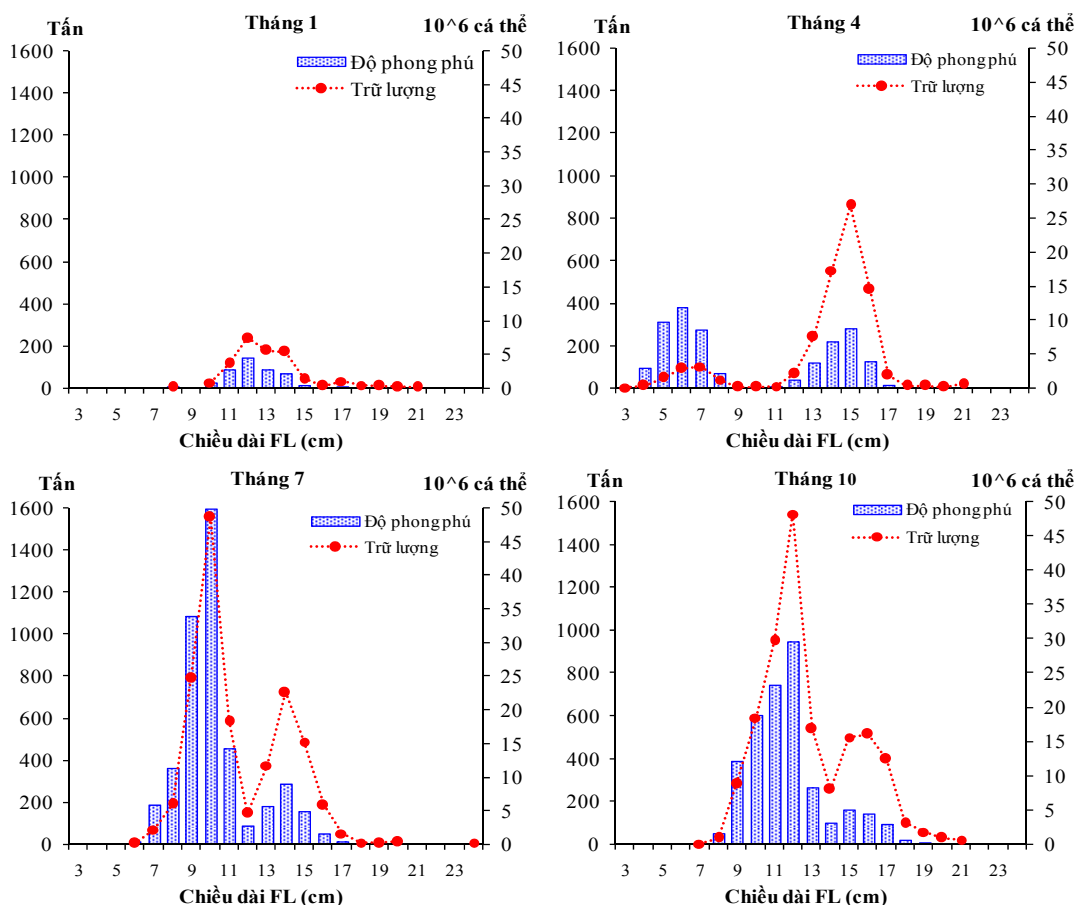 Tấn Tháng 1 10^6 cá thể
1600 50
1400 45
1200 40
1000 35
800 30
600 25
400 20
200 15
0 10
5
0
Độ phong phú
Trữ lượng
3 5 7 9 11 13 15 17 19 21 23
Chiều dài FL (cm)
Tấn Tháng 4 10^6 cá thể
1600 50
1400 45
1200 40
1000 35
800 30
600 25
400 20
200 15
0 10
5
0
Độ phong phú
Trữ lượng
3 5 7 9 11 13 15 17 19 21 23
Chiều dài FL (cm)
Tấn Tháng 7 10^6 cá thể
1600 50
1400 45
1200 40
1000 35
800 30
600 25
400 20
200 15
0 10
5
0
Độ phong phú
Trữ lượng
3 5 7 9 11 13 15 17 19 21 23
Chiều dài FL (cm)
Tấn Tháng 10 10^6 cá thể
1600 50
1400 45
1200 40
1000 35
800 30
600 25
400 20
200 15
0 10
5
0
Độ phong phú
Trữ lượng
3 5 7 9 11 13 15 17 19 21 23
Chiều dài FL (cm)